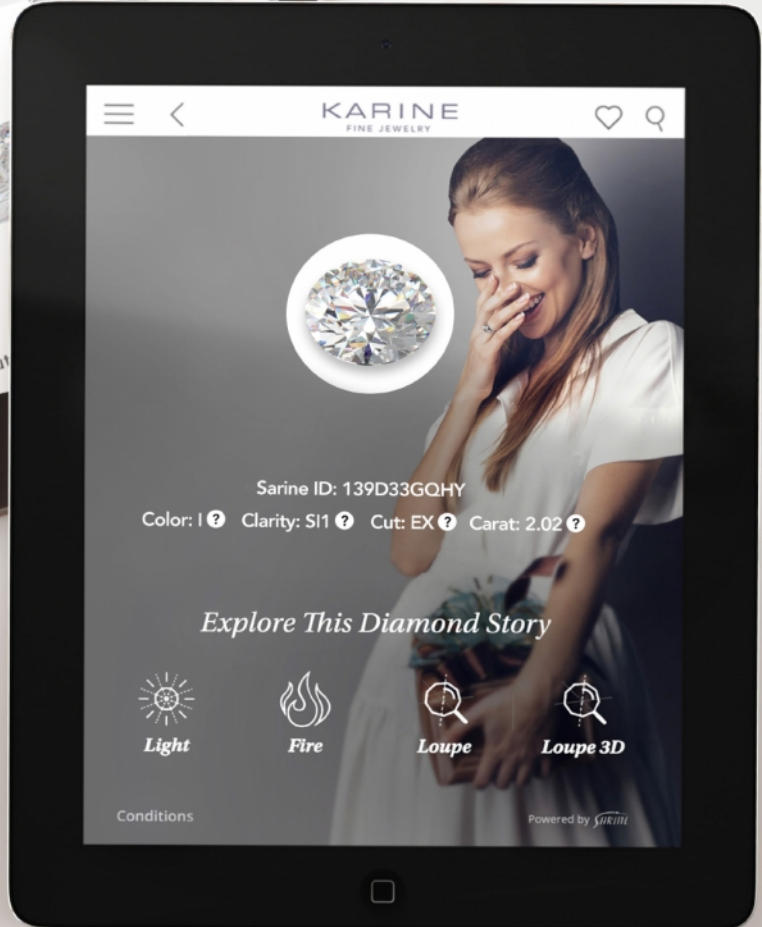 KARINE
FINE JEWELRY
Sarine ID: 139D33GQHY
Color: I ? Clarity: SI1 ? Cut: EX ? Carat: 2.02 ?
Explore This Diamond Story
Light Fire Loupe Loupe 3D
Conditions Powered by SARINE